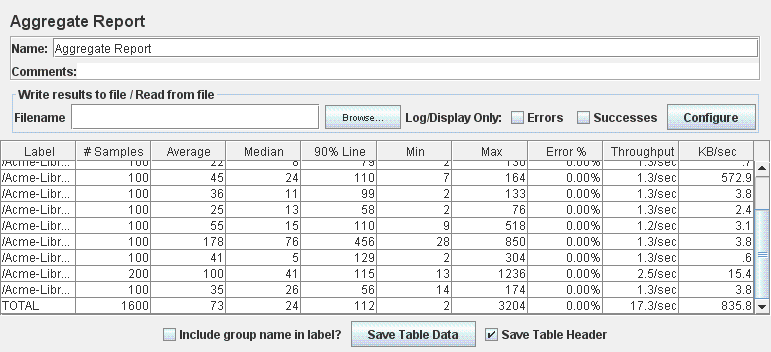 Aggregate Report
Name: Aggregate Report
Comments:
Write results to file / Read from file
Filename Browse... Log/Display Only: Errors Successes Configure
Label # Samples Average Median 90% Line Min Max Error % Throughput KB/sec
/Acme-Libr... 100 22 8 79 2 130 0.00% 1.3/sec .7
/Acme-Libr... 100 45 24 110 7 164 0.00% 1.3/sec 572.9
/Acme-Libr... 100 36 11 99 2 133 0.00% 1.3/sec 3.8
/Acme-Libr... 100 25 13 58 2 76 0.00% 1.3/sec 2.4
/Acme-Libr... 100 55 15 110 9 518 0.00% 1.2/sec 3.1
/Acme-Libr... 100 178 76 456 28 850 0.00% 1.3/sec 3.8
/Acme-Libr... 100 41 5 129 2 304 0.00% 1.3/sec .6
/Acme-Libr... 200 100 41 115 13 1236 0.00% 2.5/sec 15.4
/Acme-Libr... 100 35 26 56 14 174 0.00% 1.3/sec 3.8
TOTAL 1600 73 24 112 2 3204 0.00% 17.3/sec 835.8
Include group name in label? Save Table Data Save Table Header